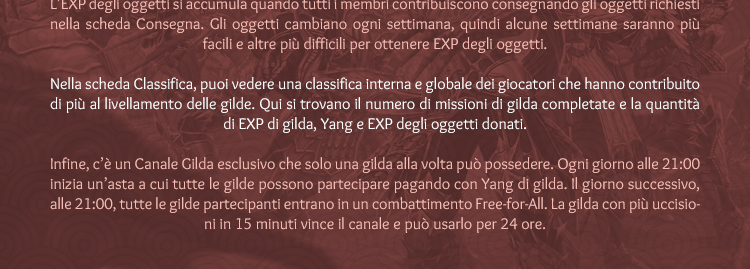 L'EXP degli oggetti si accumula quando tutti i membri contribuiscono consegnando gli oggetti richiesti
nella scheda Consegna. Gli oggetti cambiano ogni settimana, quindi alcune settimane saranno più
facili e altre più difficili per ottenere EXP degli oggetti.
Nella scheda Classifica, puoi vedere una classifica interna e globale dei giocatori che hanno contribuito
di più al livellamento delle gilde. Qui si trovano il numero di missioni di gilda completate e la quantità
di EXP di gilda, Yang e EXP degli oggetti donati.
Infine, c'è un Canale Gilda esclusivo che solo una gilda alla volta può possedere. Ogni giorno alle 21:00
inizia un'asta a cui tutte le gilde possono partecipare pagando con Yang di gilda. Il giorno successivo,
alle 21:00, tutte le gilde partecipanti entrano in un combattimento Free-for-All. La gilda con più uccisio-
ni in 15 minuti vince il canale e può usarlo per 24 ore.